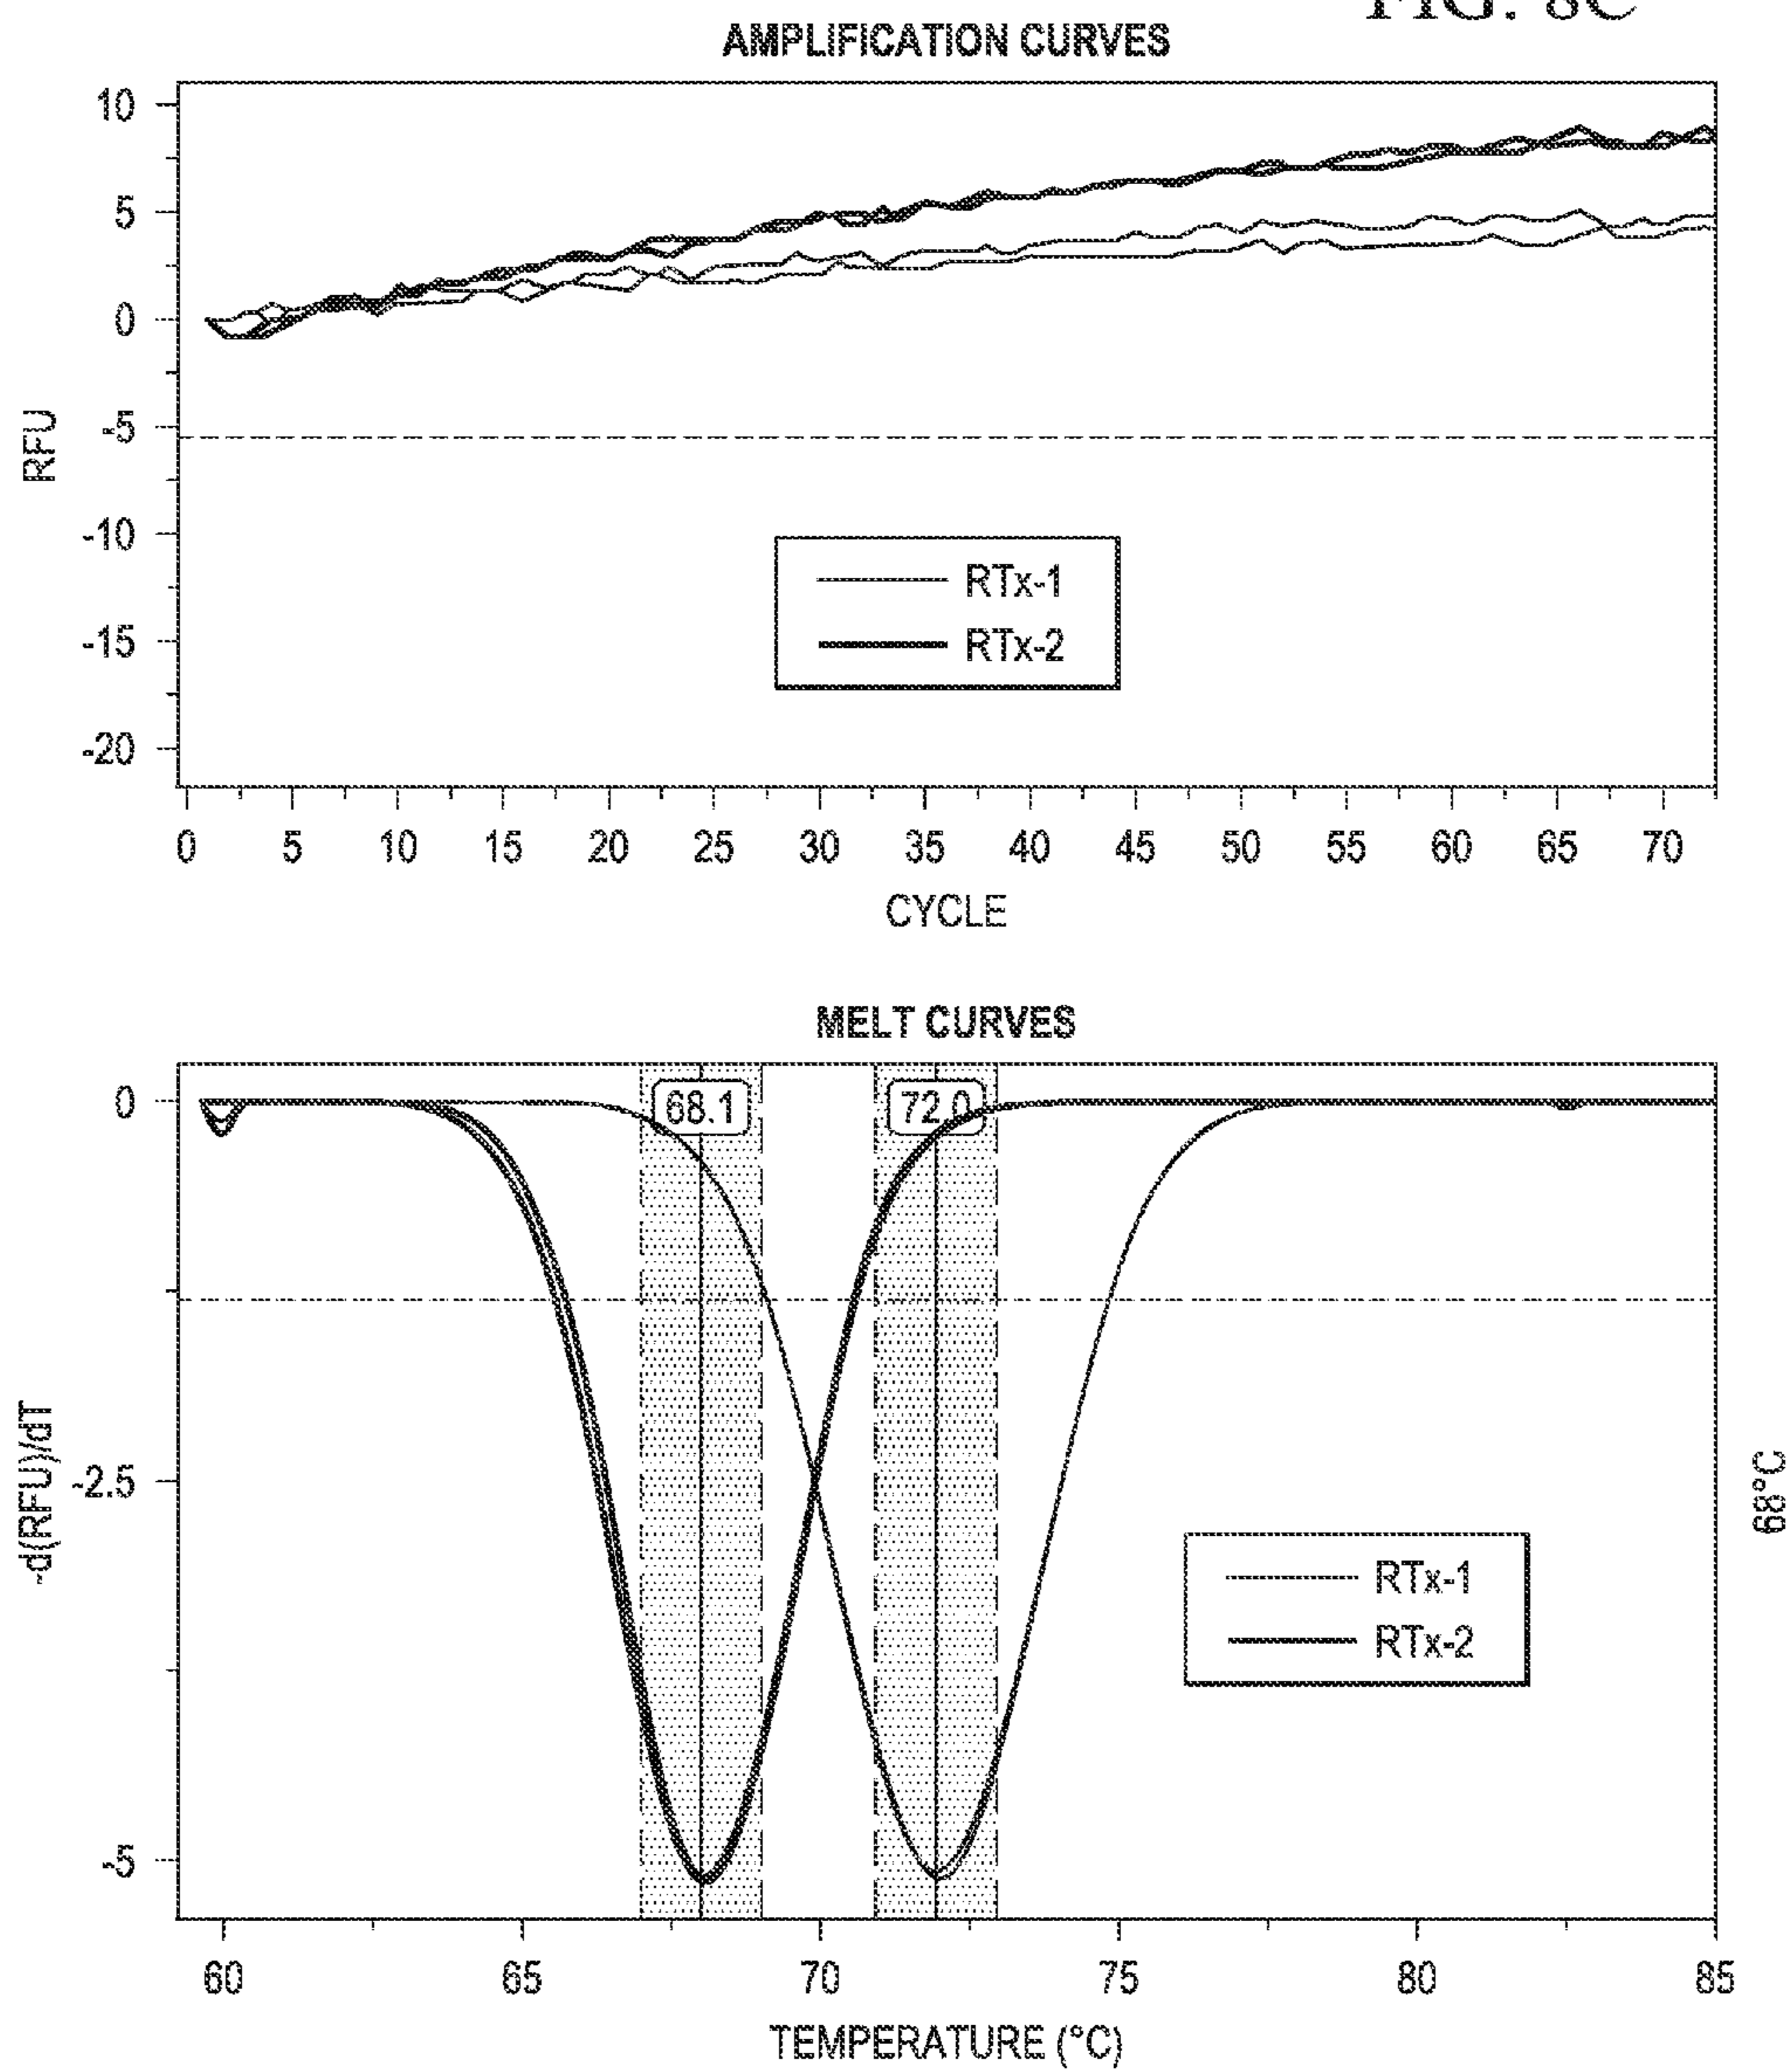 FIG. 8C
AMPLIFICATION CURVES
RFU
10
5
0
-5
-10
-15
-20
RTx-1
RTx-2
0 5 10 15 20 25 30 35 40 45 50 55 60 65 70
CYCLE
MELT CURVES
-d(RFU)/dT
0
-2.5
-5
68.1 72.0
RTx-1
RTx-2
68°C
60 65 70 75 80 85
TEMPERATURE (°C)